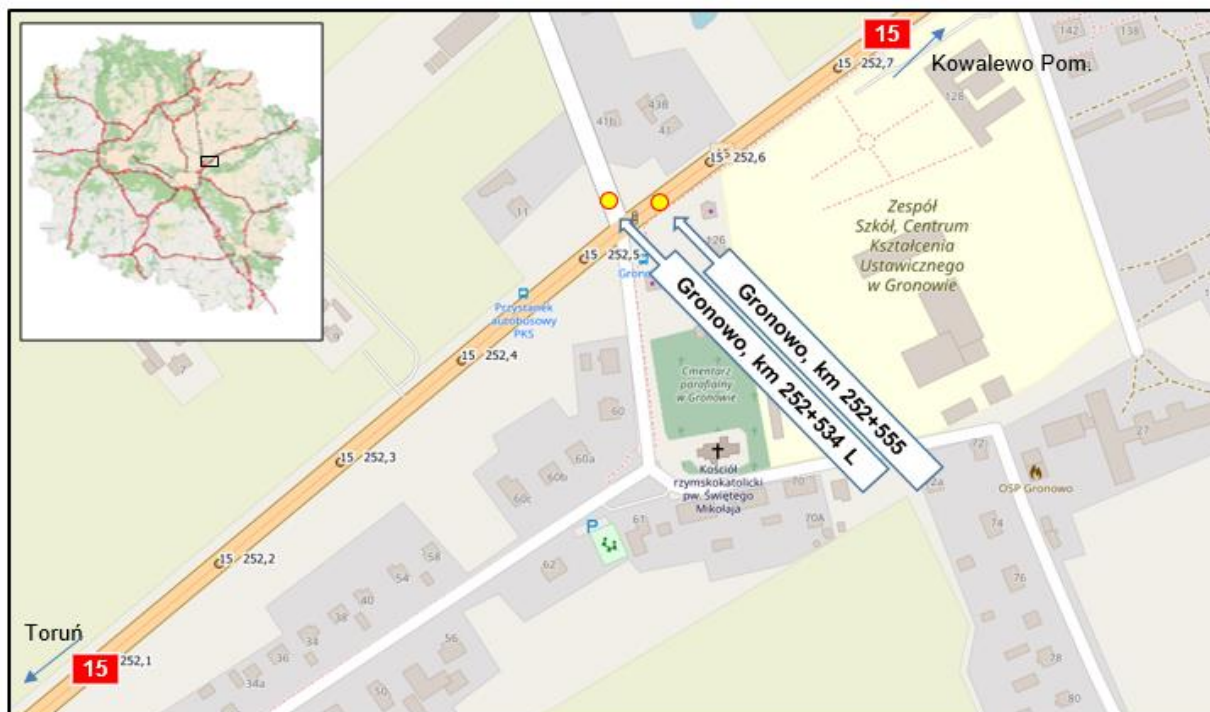 15
Kowalewo Pom.
15 252,7
142
138
128
43B
41b
41
15 252,6
11
126
Zespół
Szkół, Centrum
Kształcenia
Ustawicznego
w Gronowie
15 252,5
Przystanek
autobusowy
PKS
Gronowo, km 252+555
Gronowo, km 252+534 L
15 252,4
9
7
Cmentarz
parafialny
w Gronowie
60
15 252,3
60a
60b
60c
Kościół
rzymskokatolicki
pw. Świętego
Mikołaja
70
70A
72
27
OSP Gronowo
74
P
61
62
15 252,2
58
54
40
38
34
36
34a
56
50
76
78
80
Toruń
15
252,1